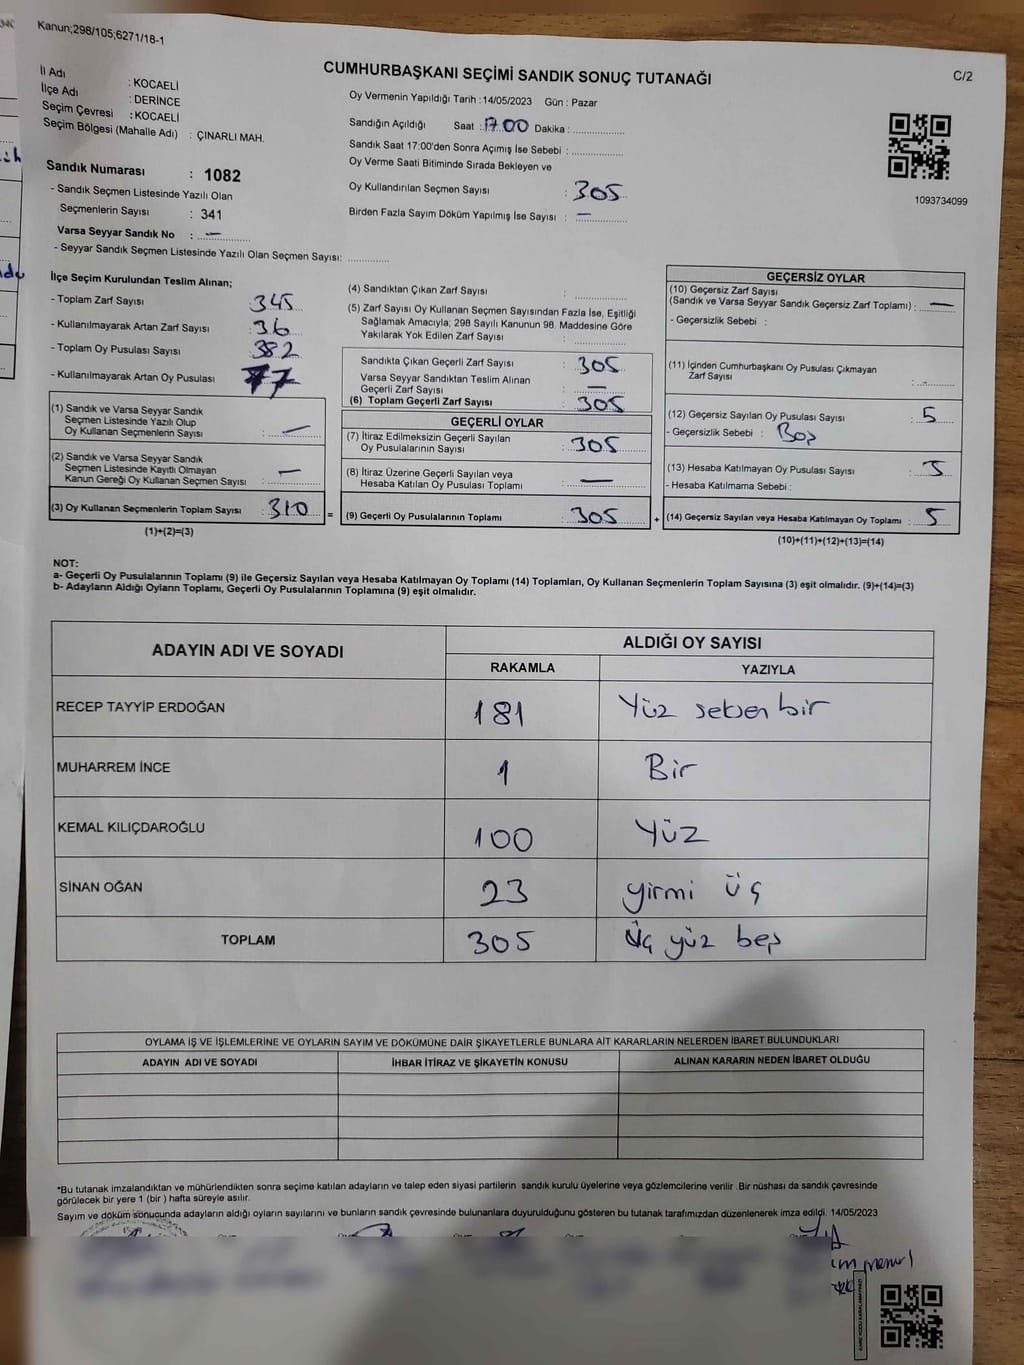 Kanun;298/105;6271/18-1
CUMHURBAŞKANI SEÇİMİ SANDIK SONUÇ TUTANAĞI
C/2
İl Adı : KOCAELİ
İlçe Adı : DERİNCE
Seçim Çevresi : KOCAELİ
Seçim Bölgesi (Mahalle Adı) : ÇINARLI MAH.
Sandık Numarası : 1082
- Sandık Seçmen Listesinde Yazılı Olan
Seçmenlerin Sayısı : 341
Varsa Seyyar Sandık No : —
- Seyyar Sandık Seçmen Listesinde Yazılı Olan Seçmen Sayısı:
Oy Vermenin Yapıldığı Tarih :14/05/2023 Gün : Pazar
Sandığın Açıldığı Saat : 17.00 Dakika :
Sandık Saat 17:00'den Sonra Açımış İse Sebebi :
Oy Verme Saati Bitiminde Sırada Bekleyen ve
Oy Kullandırılan Seçmen Sayısı : 305
Birden Fazla Sayım Döküm Yapılmış İse Sayısı : —
1093734099
İlçe Seçim Kurulundan Teslim Alınan;
- Toplam Zarf Sayısı 345
- Kullanılmayarak Artan Zarf Sayısı : 36
- Toplam Oy Pusulası Sayısı 382
- Kullanılmayarak Artan Oy Pusulası 77
(1) Sandık ve Varsa Seyyar Sandık
Seçmen Listesinde Yazılı Olup
Oy Kullanan Seçmenlerin Sayısı : —
(2) Sandık ve Varsa Seyyar Sandık
Seçmen Listesinde Kayıtlı Olmayan
Kanun Gereği Oy Kullanan Seçmen Sayısı : —
(3) Oy Kullanan Seçmenlerin Toplam Sayısı : 310 =
(1)+(2)=(3)
(4) Sandıktan Çıkan Zarf Sayısı :
(5) Zarf Sayısı Oy Kullanan Seçmen Sayısından Fazla İse, Eşitliği
Sağlamak Amacıyla; 298 Sayılı Kanunun 98. Maddesine Göre
Yakılarak Yok Edilen Zarf Sayısı :
Sandıkta Çıkan Geçerli Zarf Sayısı : 305
Varsa Seyyar Sandıktan Teslim Alınan
Geçerli Zarf Sayısı : —
(6) Toplam Geçerli Zarf Sayısı : 305
GEÇERLİ OYLAR
(7) İtiraz Edilmeksizin Geçerli Sayılan
Oy Pusulalarının Sayısı : 305
(8) İtiraz Üzerine Geçerli Sayılan veya
Hesaba Katılan Oy Pusulası Toplamı : —
(9) Geçerli Oy Pusulalarının Toplamı : 305 +
GEÇERSİZ OYLAR
(10) Geçersiz Zarf Sayısı
(Sandık ve Varsa Seyyar Sandık Geçersiz Zarf Toplamı) : —
- Geçersizlik Sebebi :
(11) İçinden Cumhurbaşkanı Oy Pusulası Çıkmayan
Zarf Sayısı :
(12) Geçersiz Sayılan Oy Pusulası Sayısı : 5
- Geçersizlik Sebebi : Boş
(13) Hesaba Katılmayan Oy Pusulası Sayısı : 5
- Hesaba Katılmama Sebebi :
(14) Geçersiz Sayılan veya Hesaba Katılmayan Oy Toplamı : 5
(10)+(11)+(12)+(13)=(14)
NOT:
a- Geçerli Oy Pusulalarının Toplamı (9) ile Geçersiz Sayılan veya Hesaba Katılmayan Oy Toplamı (14) Toplamları, Oy Kullanan Seçmenlerin Toplam Sayısına (3) eşit olmalıdır. (9)+(14)=(3)
b- Adayların Aldığı Oyların Toplamı, Geçerli Oy Pusulalarının Toplamına (9) eşit olmalıdır.
ADAYIN ADI VE SOYADI
ALDIĞI OY SAYISI
RAKAMLA YAZIYLA
RECEP TAYYİP ERDOĞAN 181 Yüz seksen bir
MUHARREM İNCE 1 Bir
KEMAL KILIÇDAROĞLU 100 Yüz
SİNAN OĞAN 23 yirmi üç
TOPLAM 305 Üç yüz beş
OYLAMA İŞ VE İŞLEMLERİNE VE OYLARIN SAYIM VE DÖKÜMÜNE DAİR ŞİKAYETLERLE BUNLARA AİT KARARLARIN NELERDEN İBARET BULUNDUKLARI
ADAYIN ADI VE SOYADI İHBAR İTİRAZ VE ŞİKAYETİN KONUSU ALINAN KARARIN NEDEN İBARET OLDUĞU
*Bu tutanak imzalandıktan ve mühürlendikten sonra seçime katılan adayların ve talep eden siyasi partilerin sandık kurulu üyelerine veya gözlemcilerine verilir .Bir nüshası da sandık çevresinde
görülecek bir yere 1 (bir ) hafta süreyle asılır.
Sayım ve döküm sonucunda adayların aldığı oyların sayılarını ve bunların sandık çevresinde bulunanlara duyurulduğunu gösteren bu tutanak tarafımızdan düzenlenerek imza edildi. 14/05/2023